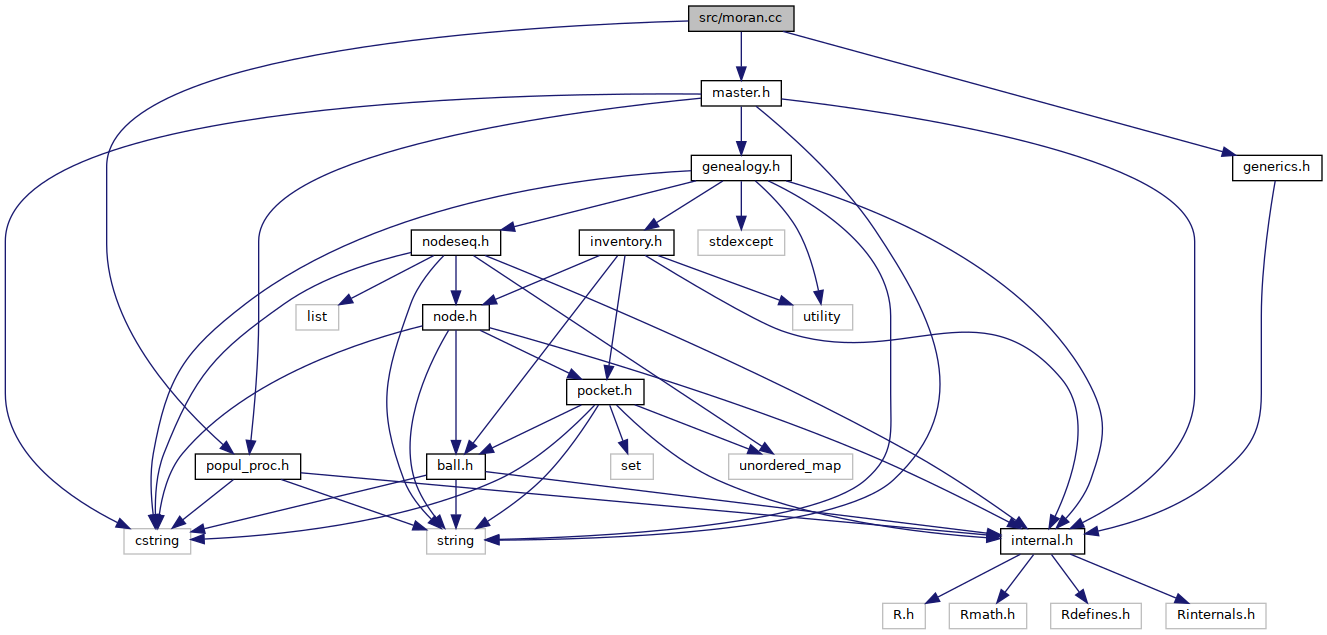 src/moran.cc
master.h
genealogy.h
generics.h
nodeseq.h
inventory.h
stdexcept
list
node.h
utility
pocket.h
popul_proc.h
ball.h
set
unordered_map
cstring
string
internal.h
R.h
Rmath.h
Rdefines.h
Rinternals.h